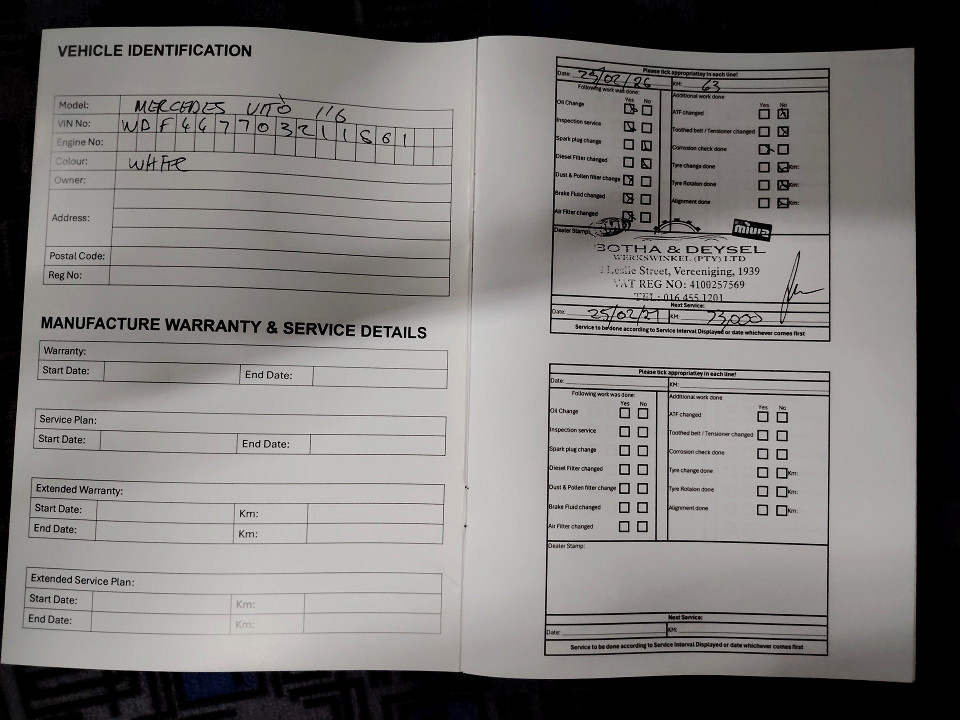 VEHICLE IDENTIFICATION
Model: MERCEDES VITO 116
VIN No: WDF4477032111561
Engine No:
Colour: WHITE
Owner:
Address:
Postal Code:
Reg No:
MANUFACTURE WARRANTY & SERVICE DETAILS
Warranty:
Start Date: End Date:
Service Plan:
Start Date: End Date:
Extended Warranty:
Start Date: Km:
End Date: Km:
Extended Service Plan:
Start Date: Km:
End Date: Km:
Please tick appropriatley in each line!
Date: 25/02/26 KM: 63
Following work was done: Additional work done
Yes No Yes No
Oil Change ATF changed
Inspection service Toothed belt / Tensioner changed
Spark plug change Corrosion check done
Diesel Filter changed Tyre change done Km:
Dust & Pollen filter change Tyre Rotaion done Km:
Brake Fluid changed Alignment done Km:
Air Filter changed
Dealer Stamp:
miwa
BOTHA & DEYSEL
WERKSWINKEL (PTY) LTD
Leslie Street, Vereeniging, 1939
VAT REG NO: 4100257569
TEL: 016 455 1201
Next Service:
Date: 25/02/27 KM:
Service to be done according to Service Interval Displayed or date whichever comes first
Please tick appropriatley in each line!
Date: KM:
Following work was done: Additional work done
Yes No Yes No
Oil Change ATF changed
Inspection service Toothed belt / Tensioner changed
Spark plug change Corrosion check done
Diesel Filter changed Tyre change done Km:
Dust & Pollen filter change Tyre Rotaion done Km:
Brake Fluid changed Alignment done Km:
Air Filter changed
Dealer Stamp:
Next Service:
Date: KM:
Service to be done according to Service Interval Displayed or date whichever comes first